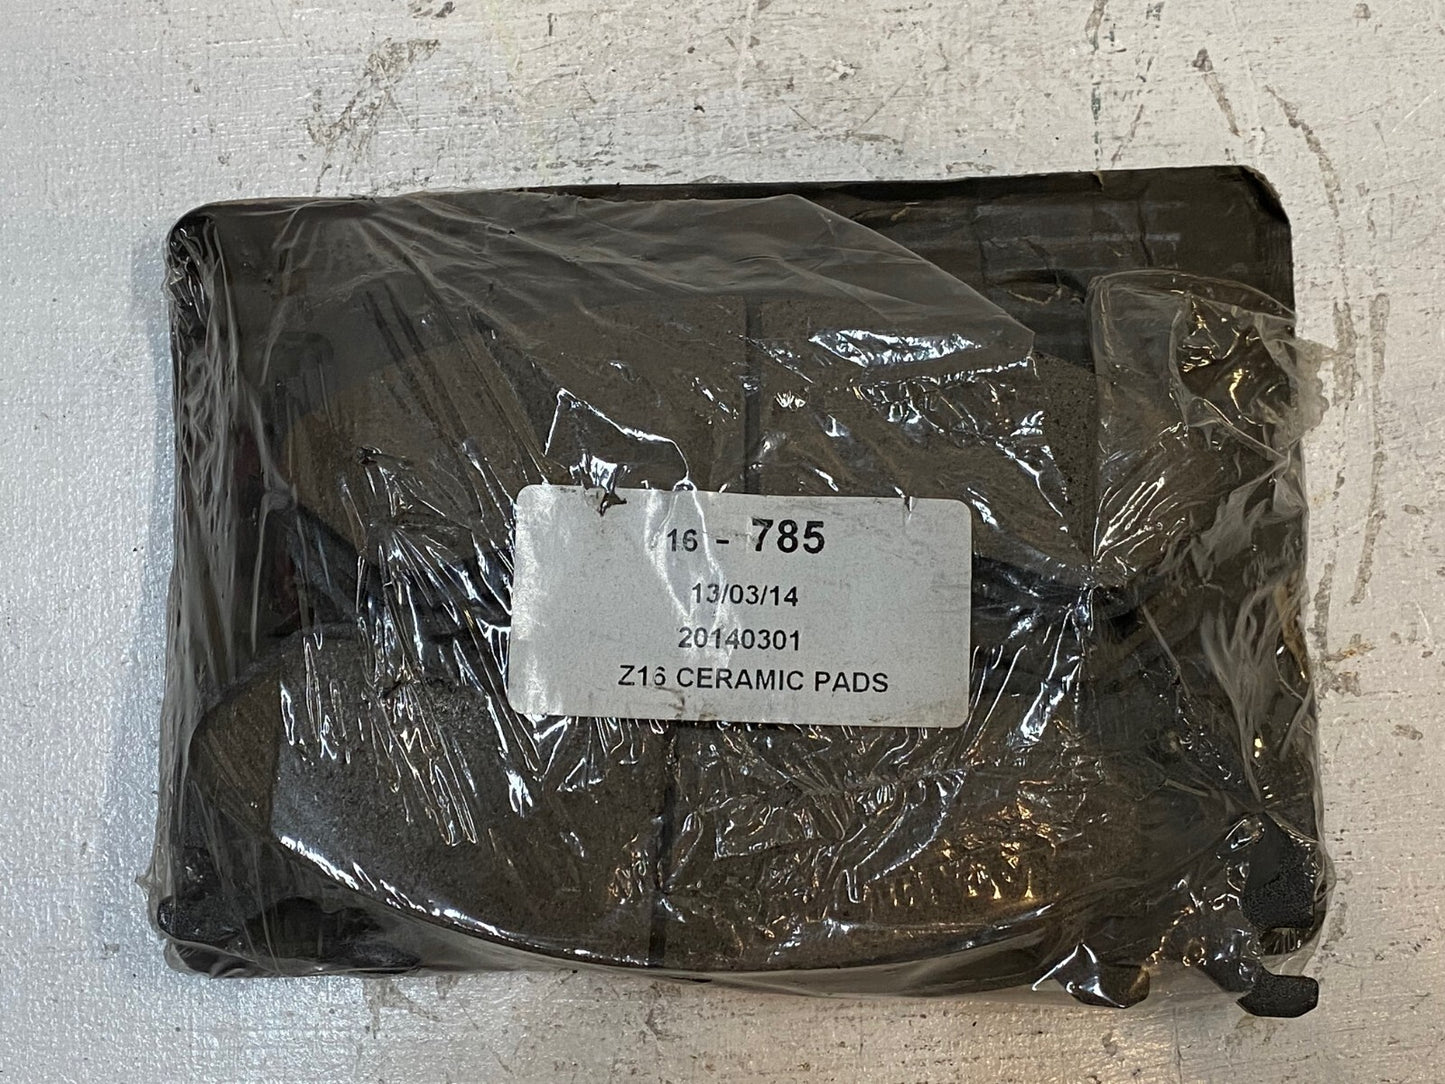 16 - 785
13/03/14
20140301
Z16 CERAMIC PADS